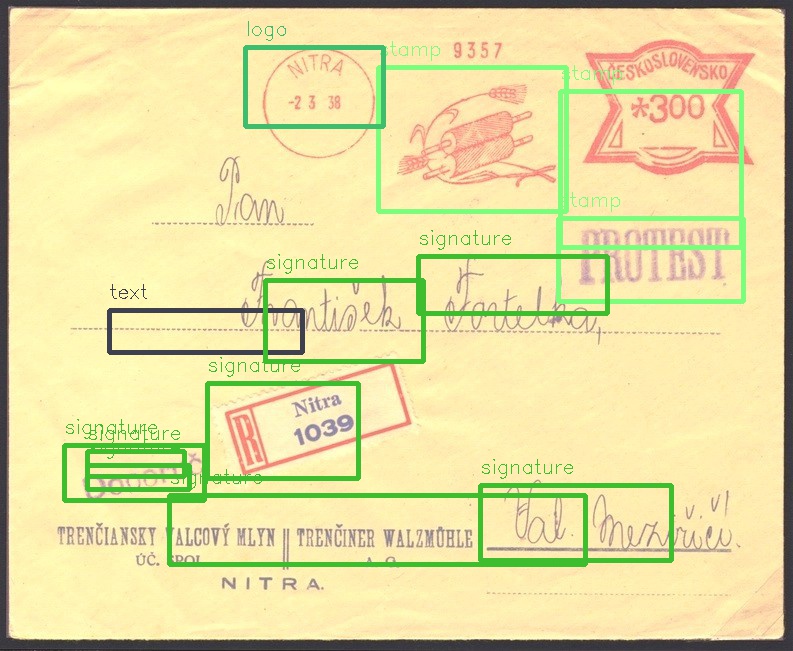 logo
stamp 9357
NITRA
-2 3 38
stamp
ČESKOSLOVENSKO
*300
Pan
stamp
PROTEST
signature
signature
František Fortelka,
text
signature
R Nitra
1039
signature
signature
signature
signature
signature
Val. Meziříčí.
TRENČIANSKY VALCOVÝ MLYN || TRENČINER WALZMÜHLE
ÚČ. SPOL.
NITRA.